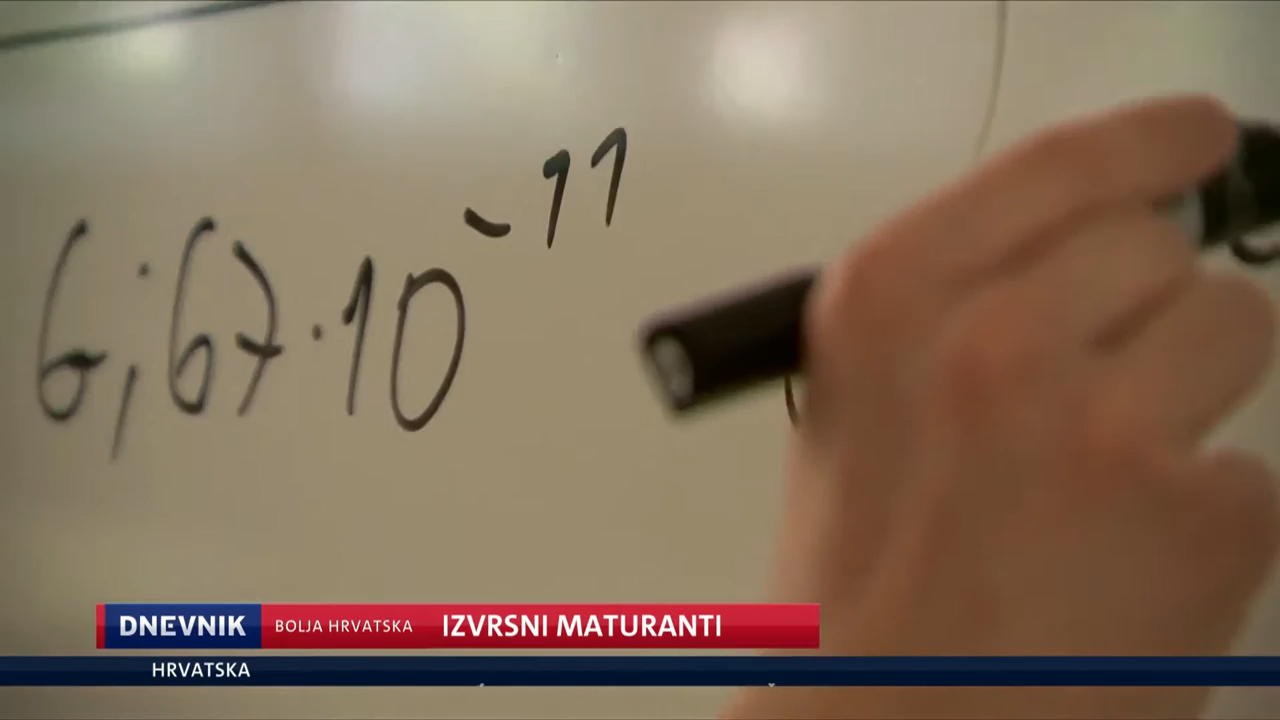 6,67·10⁻¹¹
DNEVNIK BOLJA HRVATSKA IZVRSNI MATURANTI
HRVATSKA